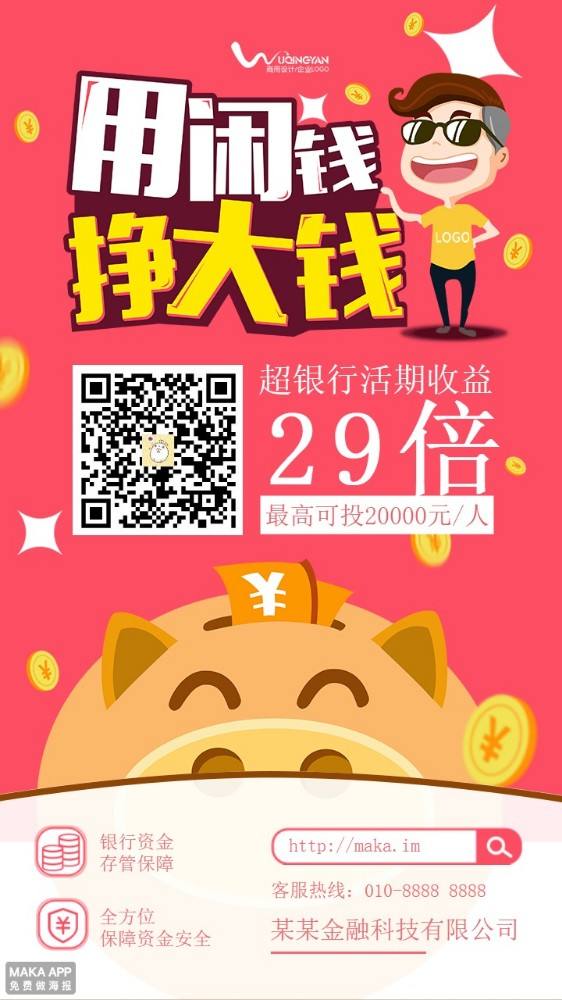 WUQINGYAN
商用设计/企业LOGO
用闲钱
挣大钱
LOGO
超银行活期收益
29倍
最高可投20000元/人
¥
银行资金
存管保障
http://maka.im
客服热线：010-8888 8888
全方位
保障资金安全
某某金融科技有限公司
MAKA APP
免费做海报